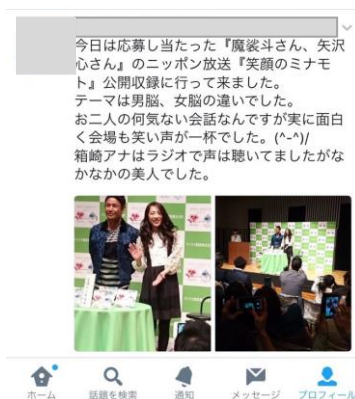 今日は応募し当たった『魔裟斗さん、矢沢
心さん』のニッポン放送『笑顔のミナモ
ト』公開収録に行って来ました。
テーマは男脳、女脳の違いでした。
お二人の何気ない会話なんですが実に面白
く会場も笑い声が一杯でした。(^-^)/
箱崎アナはラジオで声は聴いてましたがな
かなかの美人でした。
ホーム 話題を検索 通知 メッセージ プロフィール